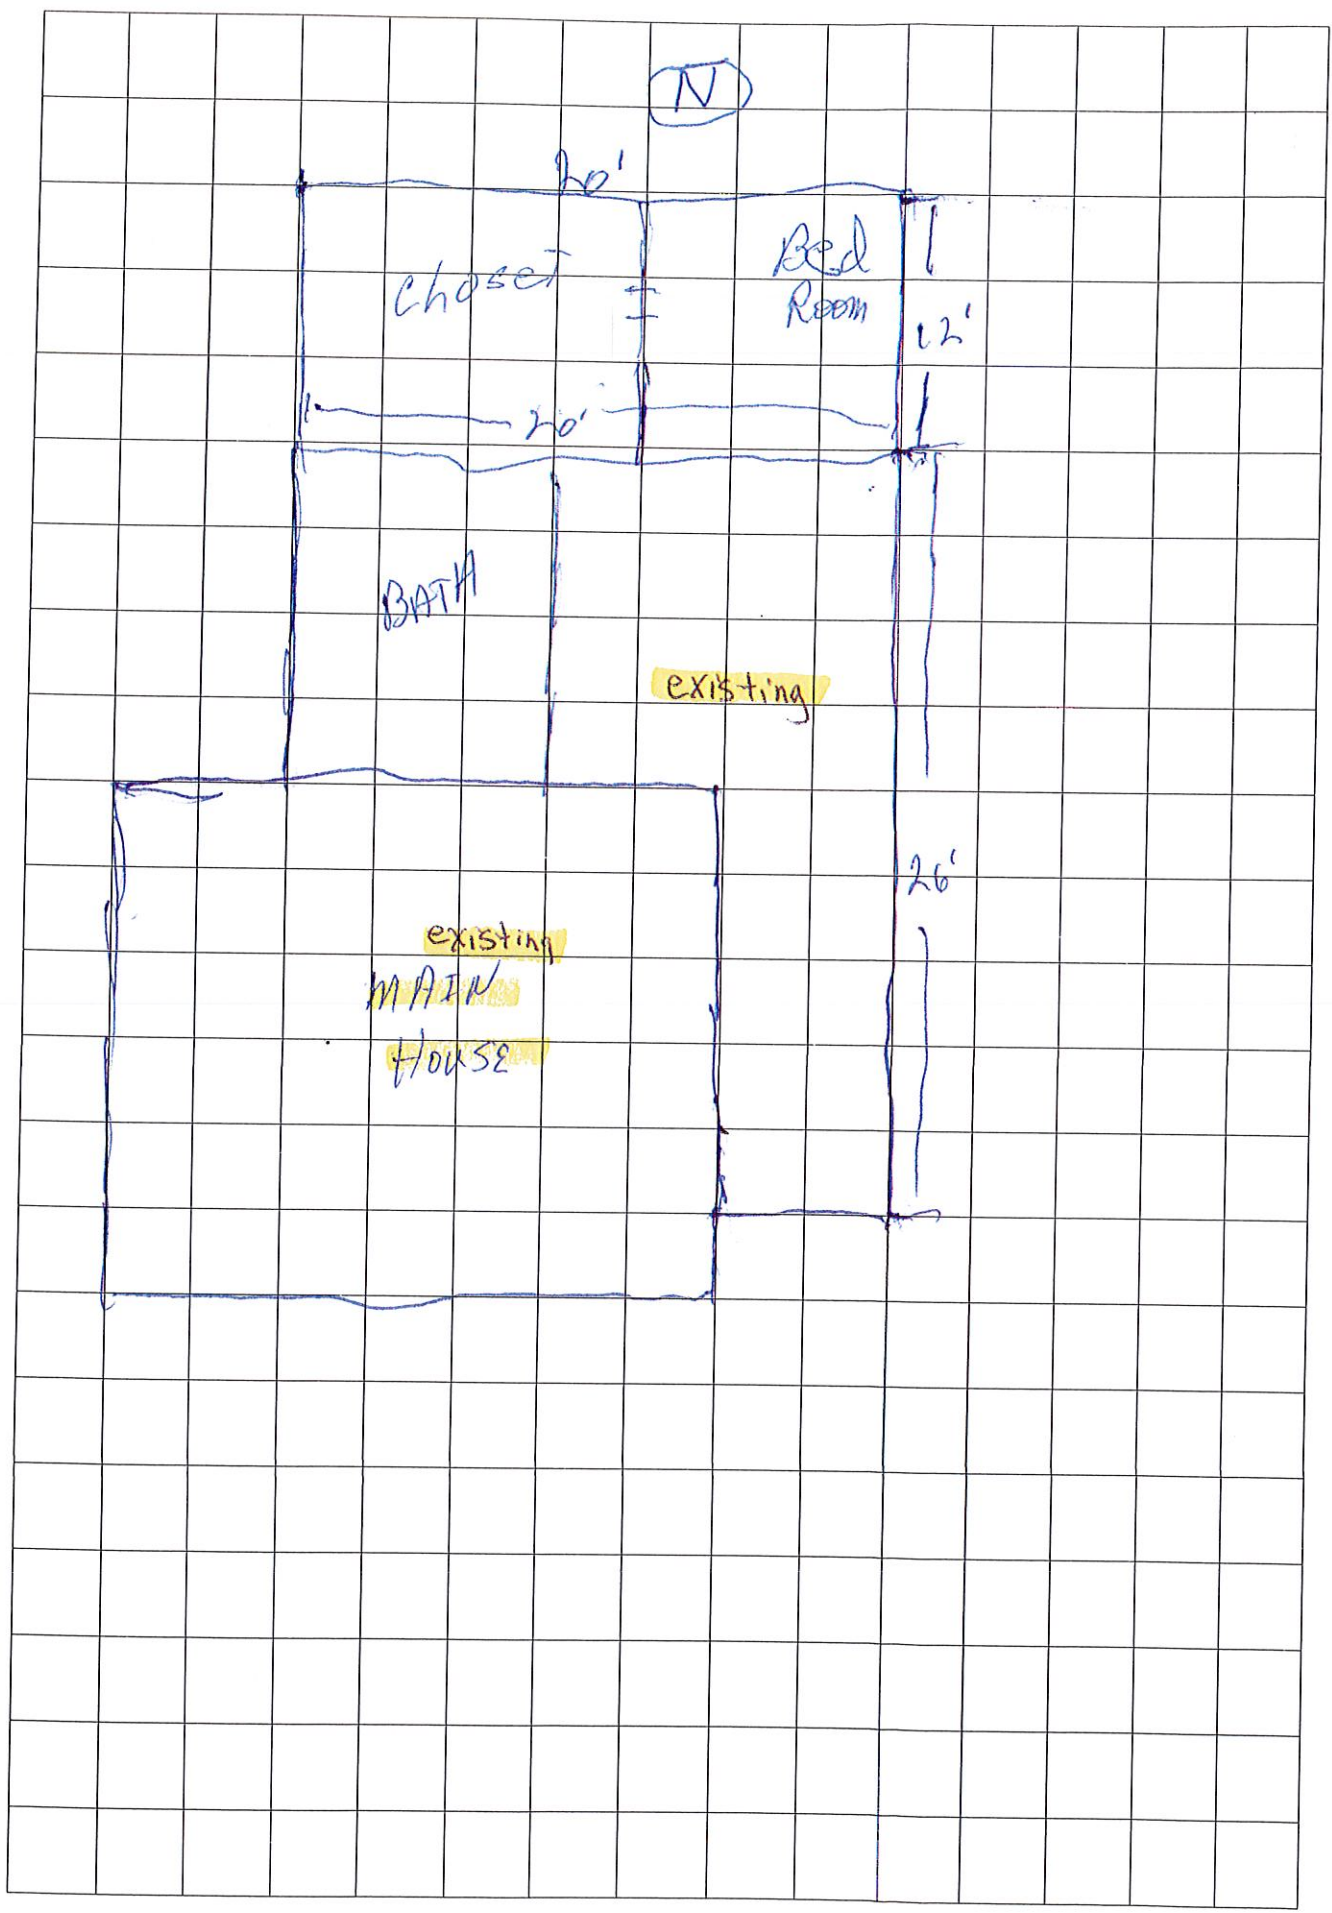 N
20'
Closet
Bed
Room
12'
20'
BATH
existing
26'
existing
MAIN
House